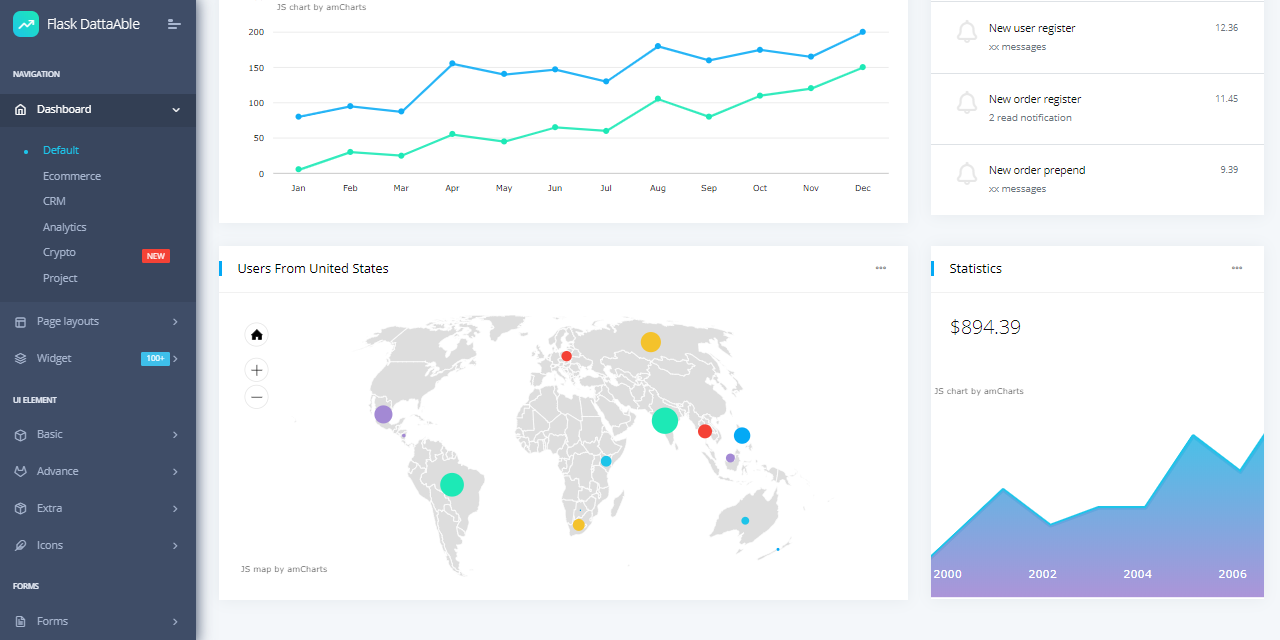 Flask DattaAble
NAVIGATION
Dashboard
Default
Ecommerce
CRM
Analytics
Crypto
NEW
Project
Page layouts
Widget
100+
UI ELEMENT
Basic
Advance
Extra
Icons
FORMS
Forms
JS chart by amCharts
200
150
100
50
0
Jan Feb Mar Apr May Jun Jul Aug Sep Oct Nov Dec
New user register 12.36
xx messages
New order register 11.45
2 read notification
New order prepend 9.39
xx messages
Users From United States
JS map by amCharts
Statistics
$894.39
JS chart by amCharts
2000 2002 2004 2006